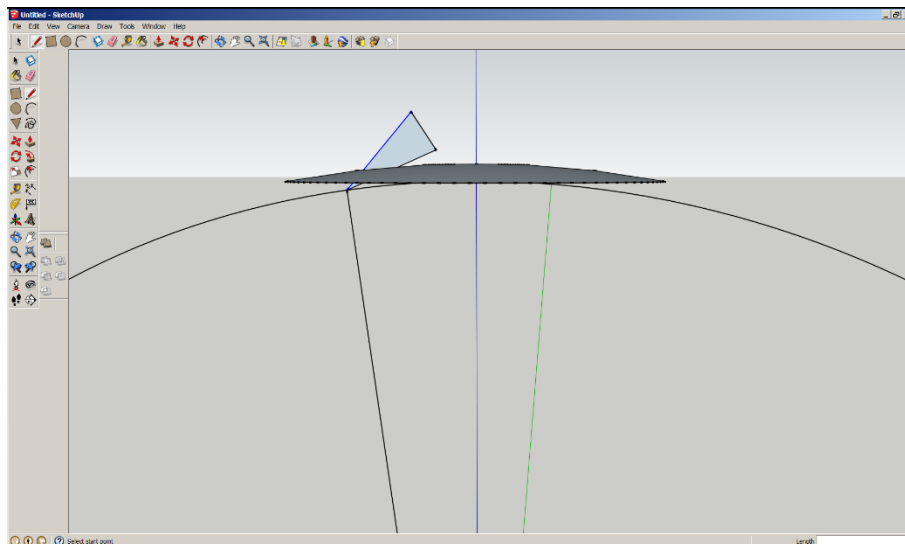 Untitled - SketchUp
File Edit View Camera Draw Tools Window Help
Select start point
Length